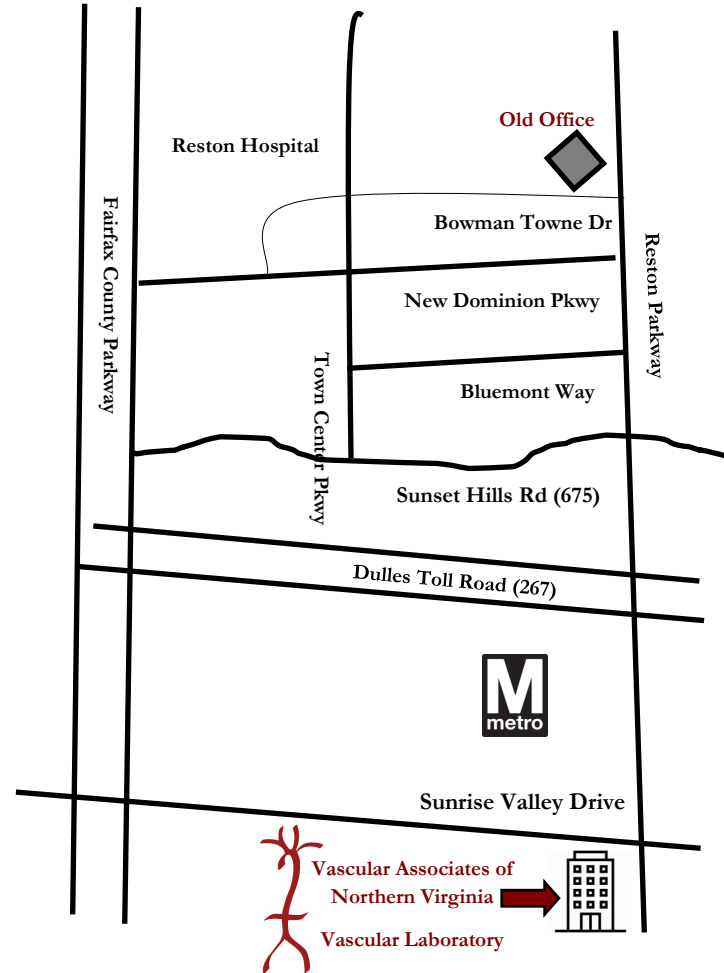 Old Office
Reston Hospital
Bowman Towne Dr
Fairfax County Parkway
Reston Parkway
New Dominion Pkwy
Town Center Pkwy
Bluemont Way
Sunset Hills Rd (675)
Dulles Toll Road (267)
M
metro
Sunrise Valley Drive
Vascular Associates of
Northern Virginia
Vascular Laboratory